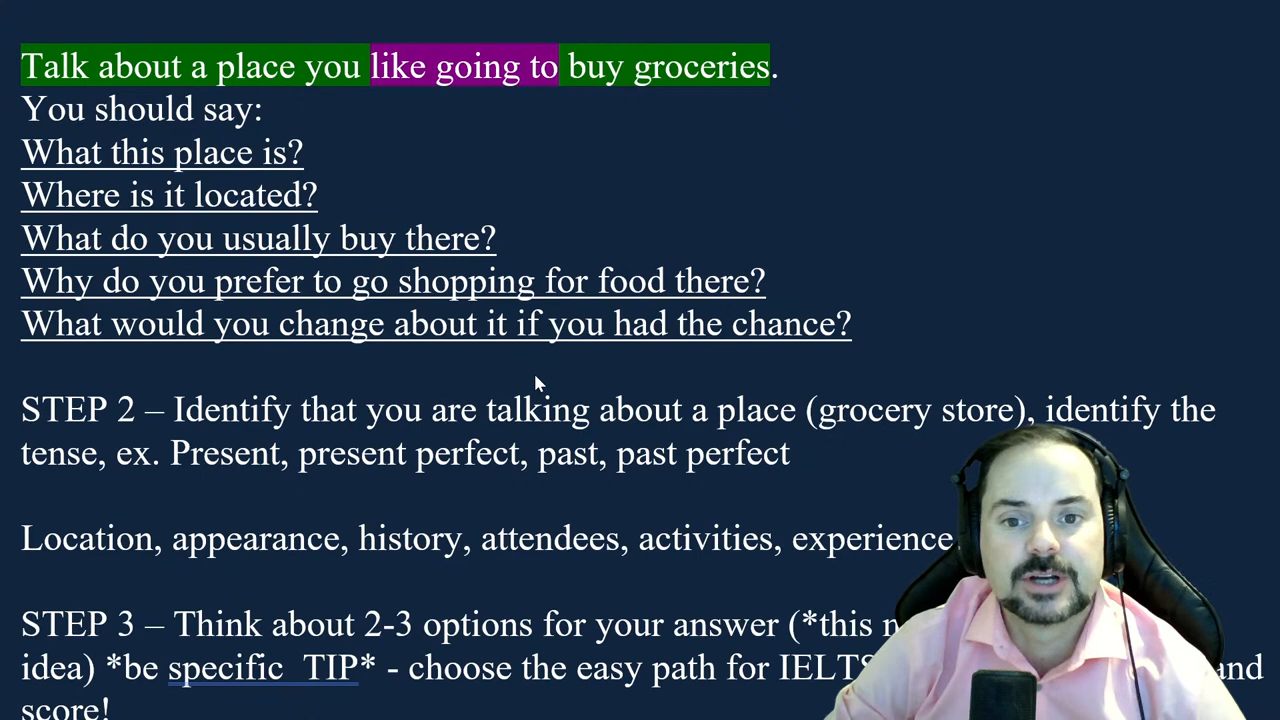 Talk about a place you like going to buy groceries.
You should say:
What this place is?
Where is it located?
What do you usually buy there?
Why do you prefer to go shopping for food there?
What would you change about it if you had the chance?
STEP 2 – Identify that you are talking about a place (grocery store), identify the
tense, ex. Present, present perfect, past, past perfect
Location, appearance, history, attendees, activities, experience
STEP 3 – Think about 2-3 options for your answer (*this
idea) *be specific TIP* - choose the easy path for IELTS and
score!